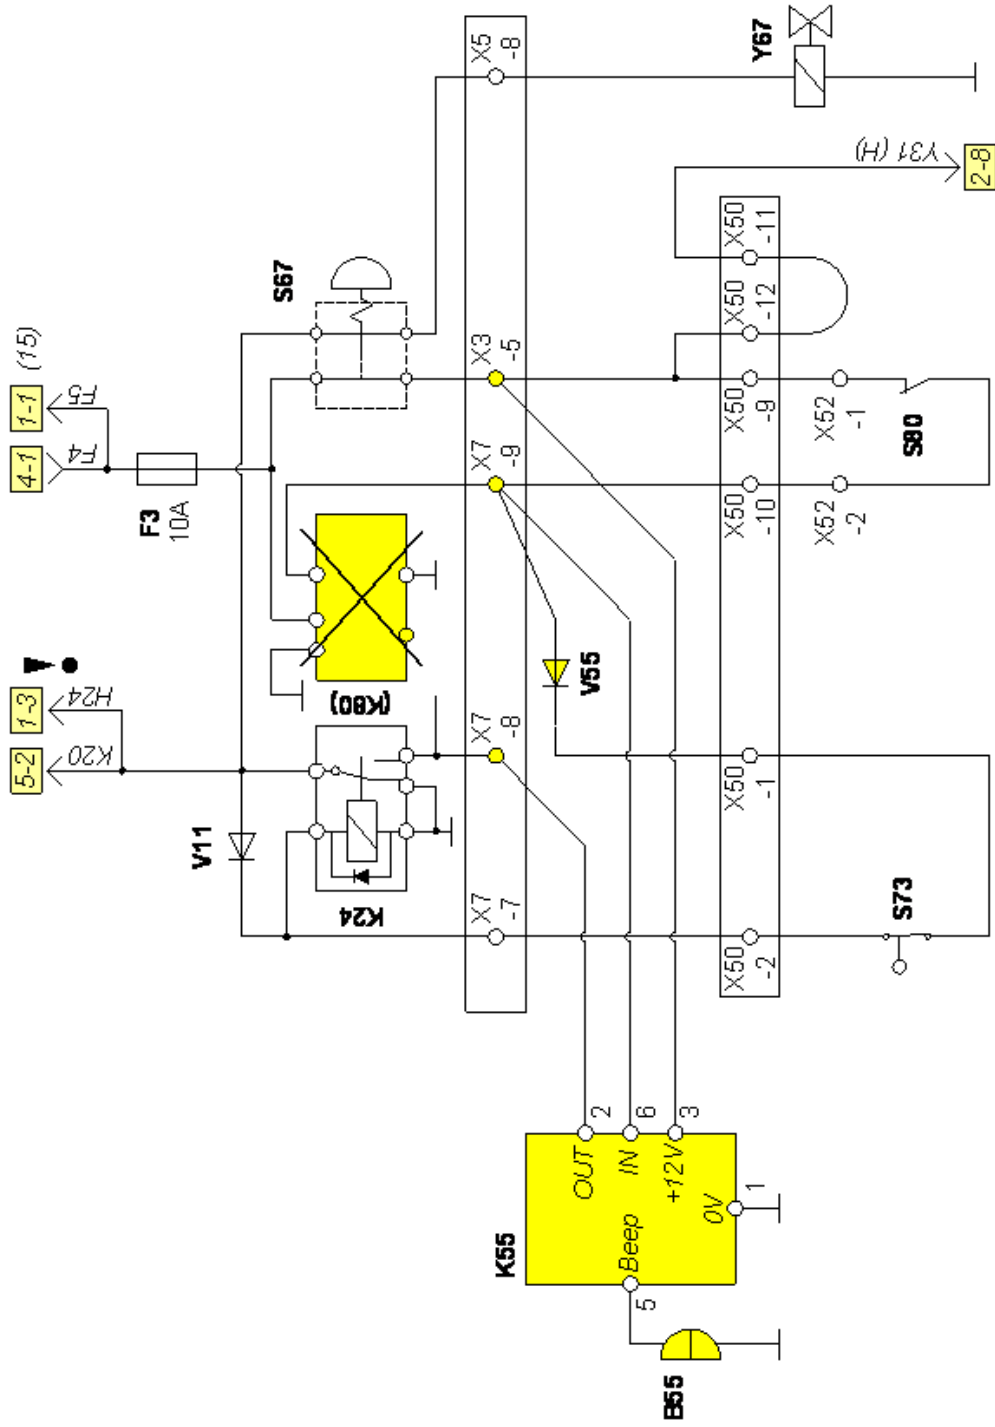 4-1
1-1
(15)
F4
F5
5-2
1-3
K20
H24
F3
10A
S67
V11
K24
(K80)
X7
-7
X7
-8
X7
-9
X3
-5
X5
-8
V55
Y67
Y31 (H)
2-8
X50
-2
X50
-1
X50
-10
X50
-9
X50
-12
X50
-11
X52
-2
X52
-1
S80
S73
K55
OUT
2
IN
6
+12V
3
0V
1
Beep
5
B55